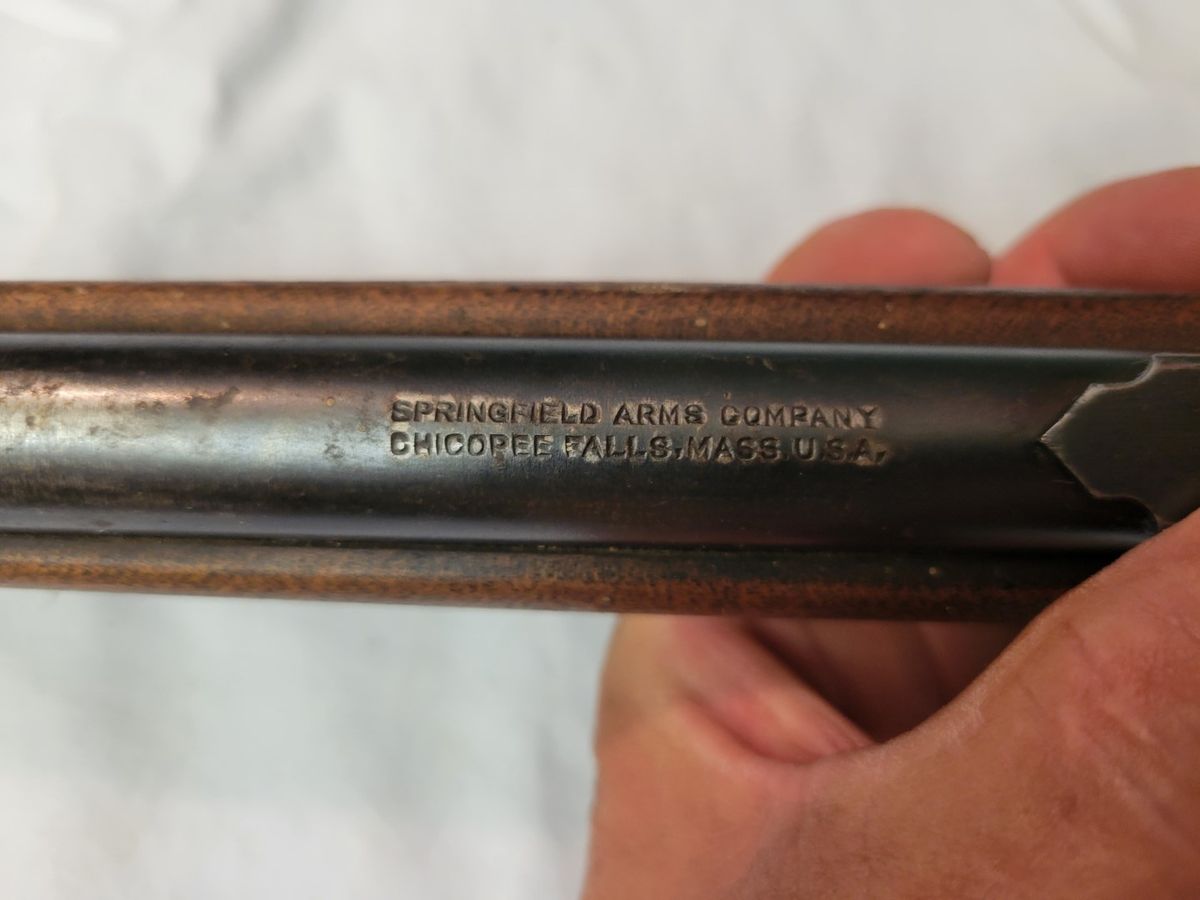 SPRINGFIELD ARMS COMPANY
CHICOPEE FALLS, MASS. U.S.A.